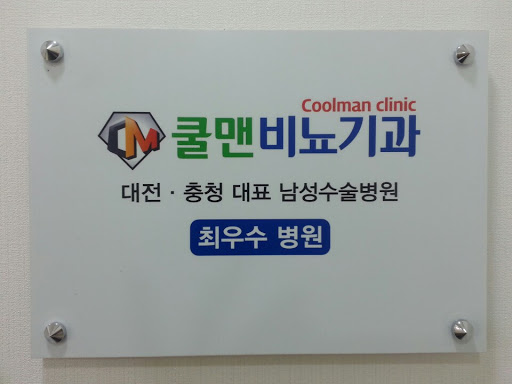 Coolman clinic
CM 쿨맨비뇨기과
대전 · 충청 대표 남성수술병원
최우수 병원